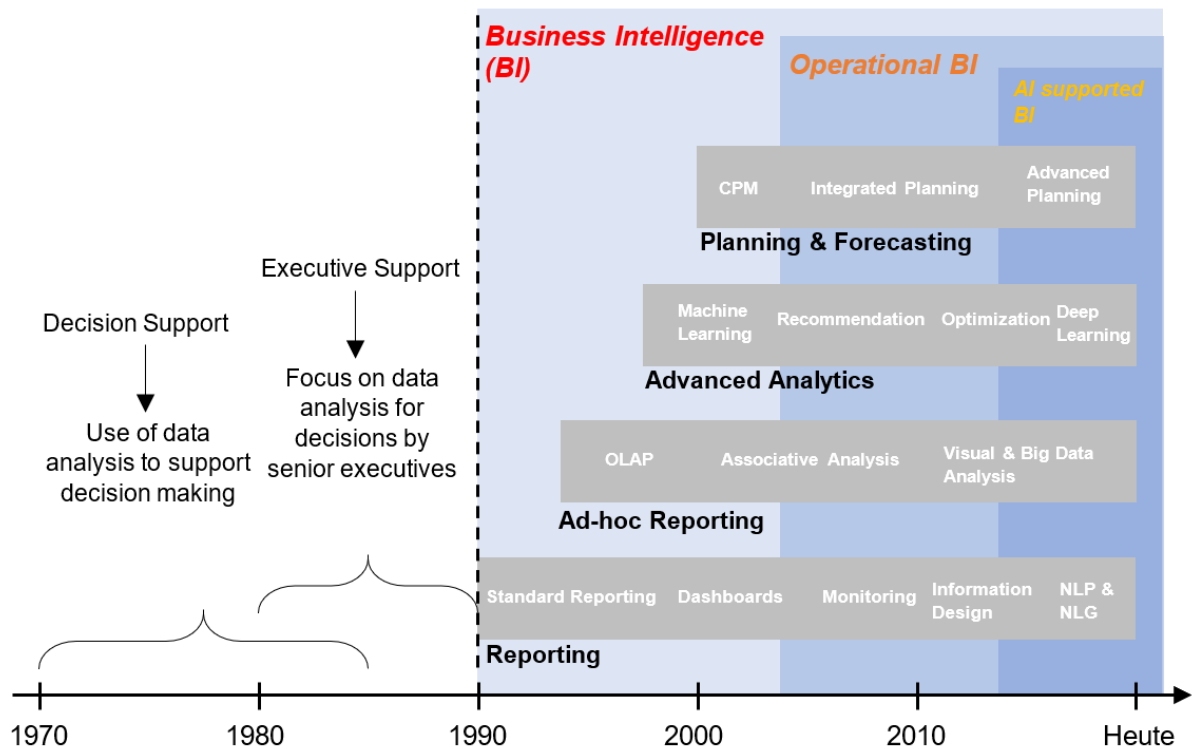 Business Intelligence
(BI)
Operational BI
AI supported
BI
CPM
Integrated Planning
Advanced
Planning
Planning & Forecasting
Executive Support
Decision Support
Machine
Learning
Recommendation
Optimization
Deep
Learning
Advanced Analytics
Focus on data
analysis for
decisions by
senior executives
Use of data
analysis to support
decision making
OLAP
Associative Analysis
Visual & Big Data
Analysis
Ad-hoc Reporting
Standard Reporting
Dashboards
Monitoring
Information
Design
NLP &
NLG
Reporting
1970
1980
1990
2000
2010
Heute